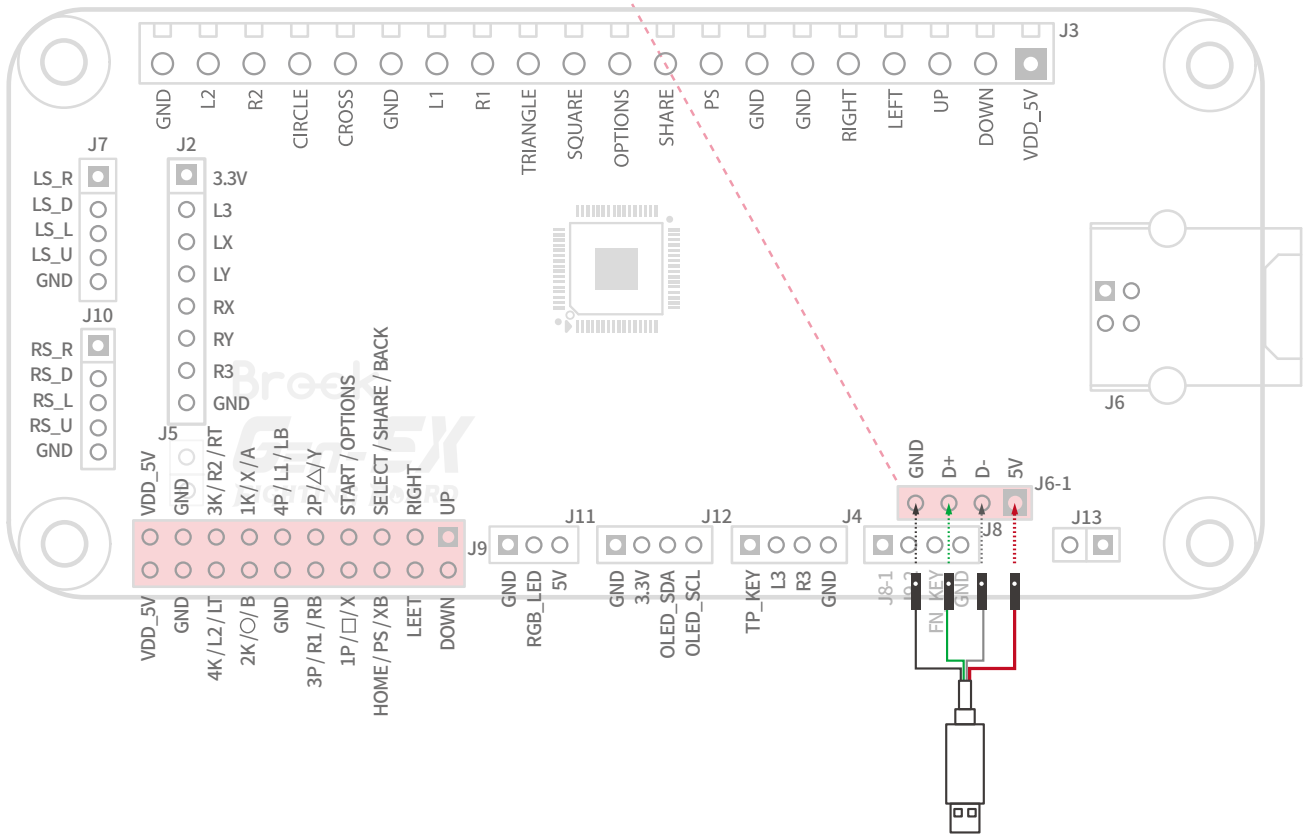 J3
GND
L2
R2
CIRCLE
CROSS
GND
L1
R1
TRIANGLE
SQUARE
OPTIONS
SHARE
PS
GND
GND
RIGHT
LEFT
UP
DOWN
VDD_5V
J7
LS_R
LS_D
LS_L
LS_U
GND
J2
3.3V
L3
LX
LY
RX
RY
R3
GND
J10
RS_R
RS_D
RS_L
RS_U
GND
J6
Brook
Gen-EX
FIGHTING BOARD
J5
VDD_5V
GND
3K / R2 / RT
1K / X / A
4P / L1 / LB
2P / △ / Y
START / OPTIONS
SELECT / SHARE / BACK
RIGHT
UP
J9
VDD_5V
GND
4K / L2 / LT
2K / ○ / B
GND
3P / R1 / RB
1P / □ / X
HOME / PS / XB
LEET
DOWN
J11
GND
RGB_LED
5V
J12
GND
3.3V
OLED_SDA
OLED_SCL
J4
TP_KEY
L3
R3
GND
GND
D+
D-
5V
J6-1
J8
J8-1
FN_KEY
GND
J13